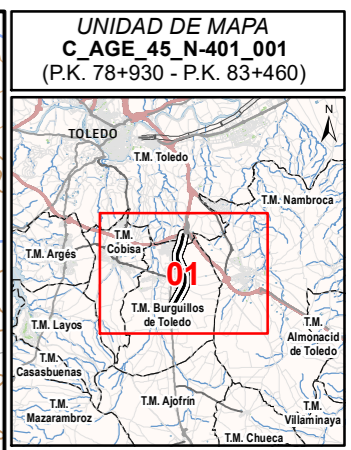 UNIDAD DE MAPA
C_AGE_45_N-401_001
(P.K. 78+930 - P.K. 83+460)
N
TOLEDO
T.M. Toledo
T.M. Nambroca
T.M.
Cobisa
T.M. Argés
01
T.M. Burguillos
de Toledo
T.M. Layos
T.M.
Almonacid
de Toledo
T.M.
Casasbuenas
T.M.
Mazarambroz
T.M. Ajofrín
T.M.
Villaminaya
T.M. Chueca